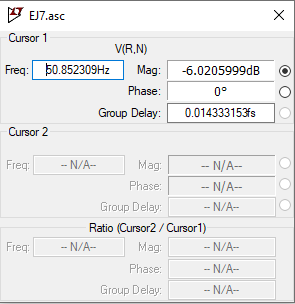 EJ7.asc
Cursor 1
V(R,N)
Freq: 50.852309Hz Mag: -6.0205999dB
Phase: 0°
Group Delay: 0.014333153fs
Cursor 2
Freq: -- N/A-- Mag: -- N/A--
Phase: -- N/A--
Group Delay: -- N/A--
Ratio (Cursor2 / Cursor1)
Freq: -- N/A-- Mag: -- N/A--
Phase: -- N/A--
Group Delay: -- N/A--